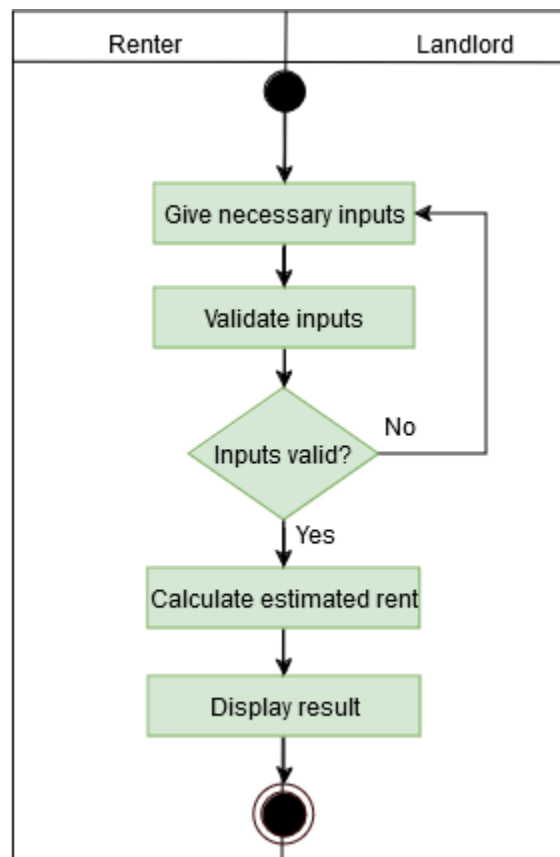 Renter
Landlord
Give necessary inputs
Validate inputs
Inputs valid?
No
Yes
Calculate estimated rent
Display result